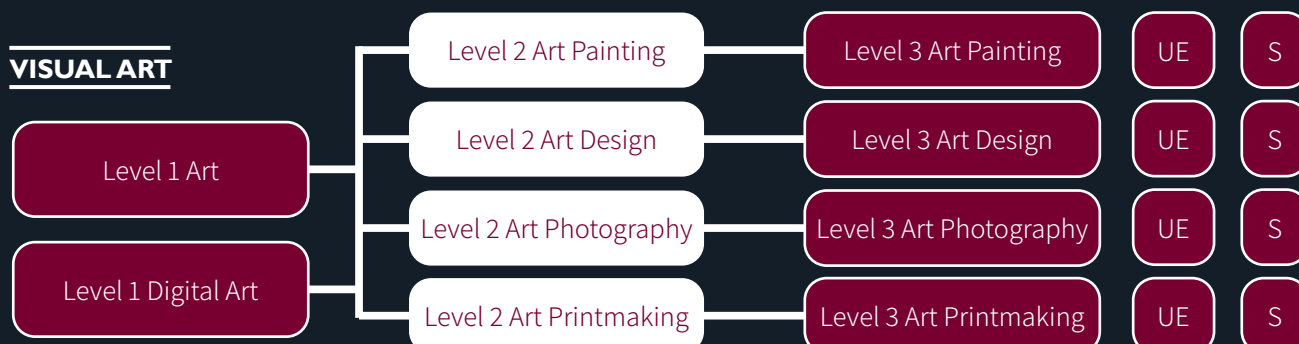 VISUAL ART
Level 1 Art
Level 1 Digital Art
Level 2 Art Painting
Level 3 Art Painting
UE
S
Level 2 Art Design
Level 3 Art Design
UE
S
Level 2 Art Photography
Level 3 Art Photography
UE
S
Level 2 Art Printmaking
Level 3 Art Printmaking
UE
S